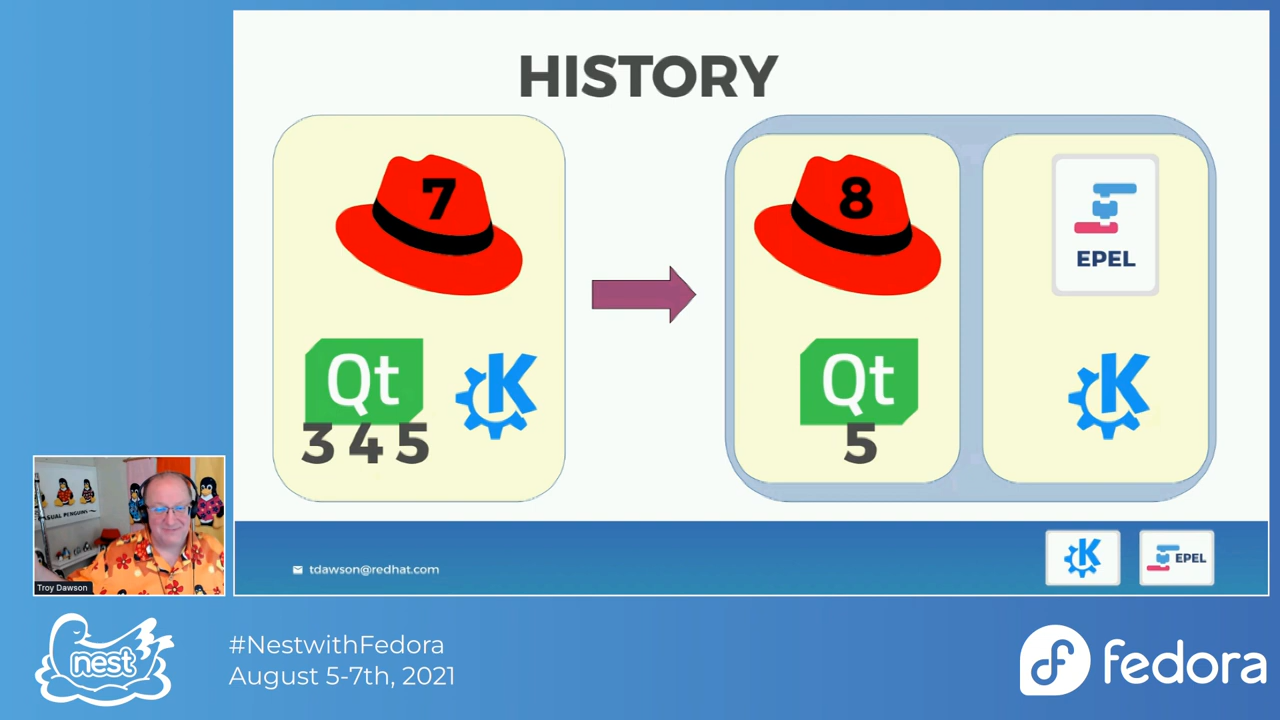 HISTORY
7
Qt
3 4 5
K
8
Qt
5
EPEL
K
tdawson@redhat.com
K
EPEL
CASUAL PENGUINS
Troy Dawson
nest
#NestwithFedora
August 5-7th, 2021
fedora